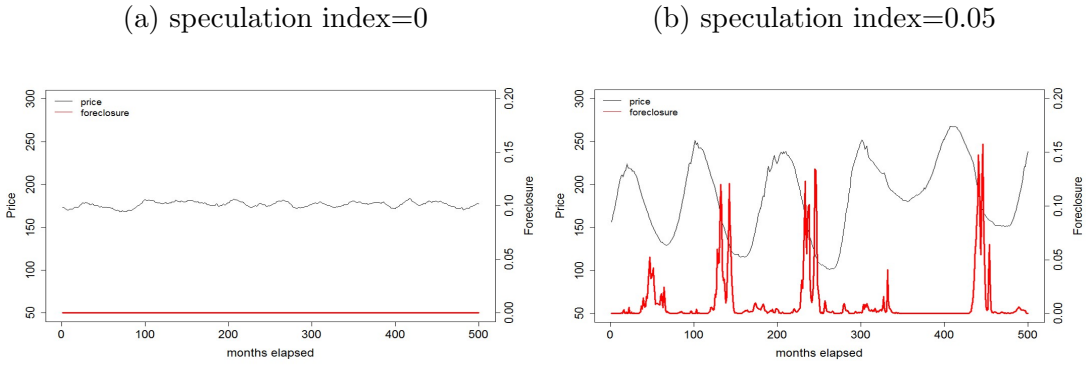 (a) speculation index=0
(b) speculation index=0.05
price
foreclosure
300
250
200
150
100
50
Price
0.20
0.15
0.10
0.05
0.00
Foreclosure
0 100 200 300 400 500
months elapsed
price
foreclosure
300
250
200
150
100
50
Price
0.20
0.15
0.10
0.05
0.00
Foreclosure
0 100 200 300 400 500
months elapsed